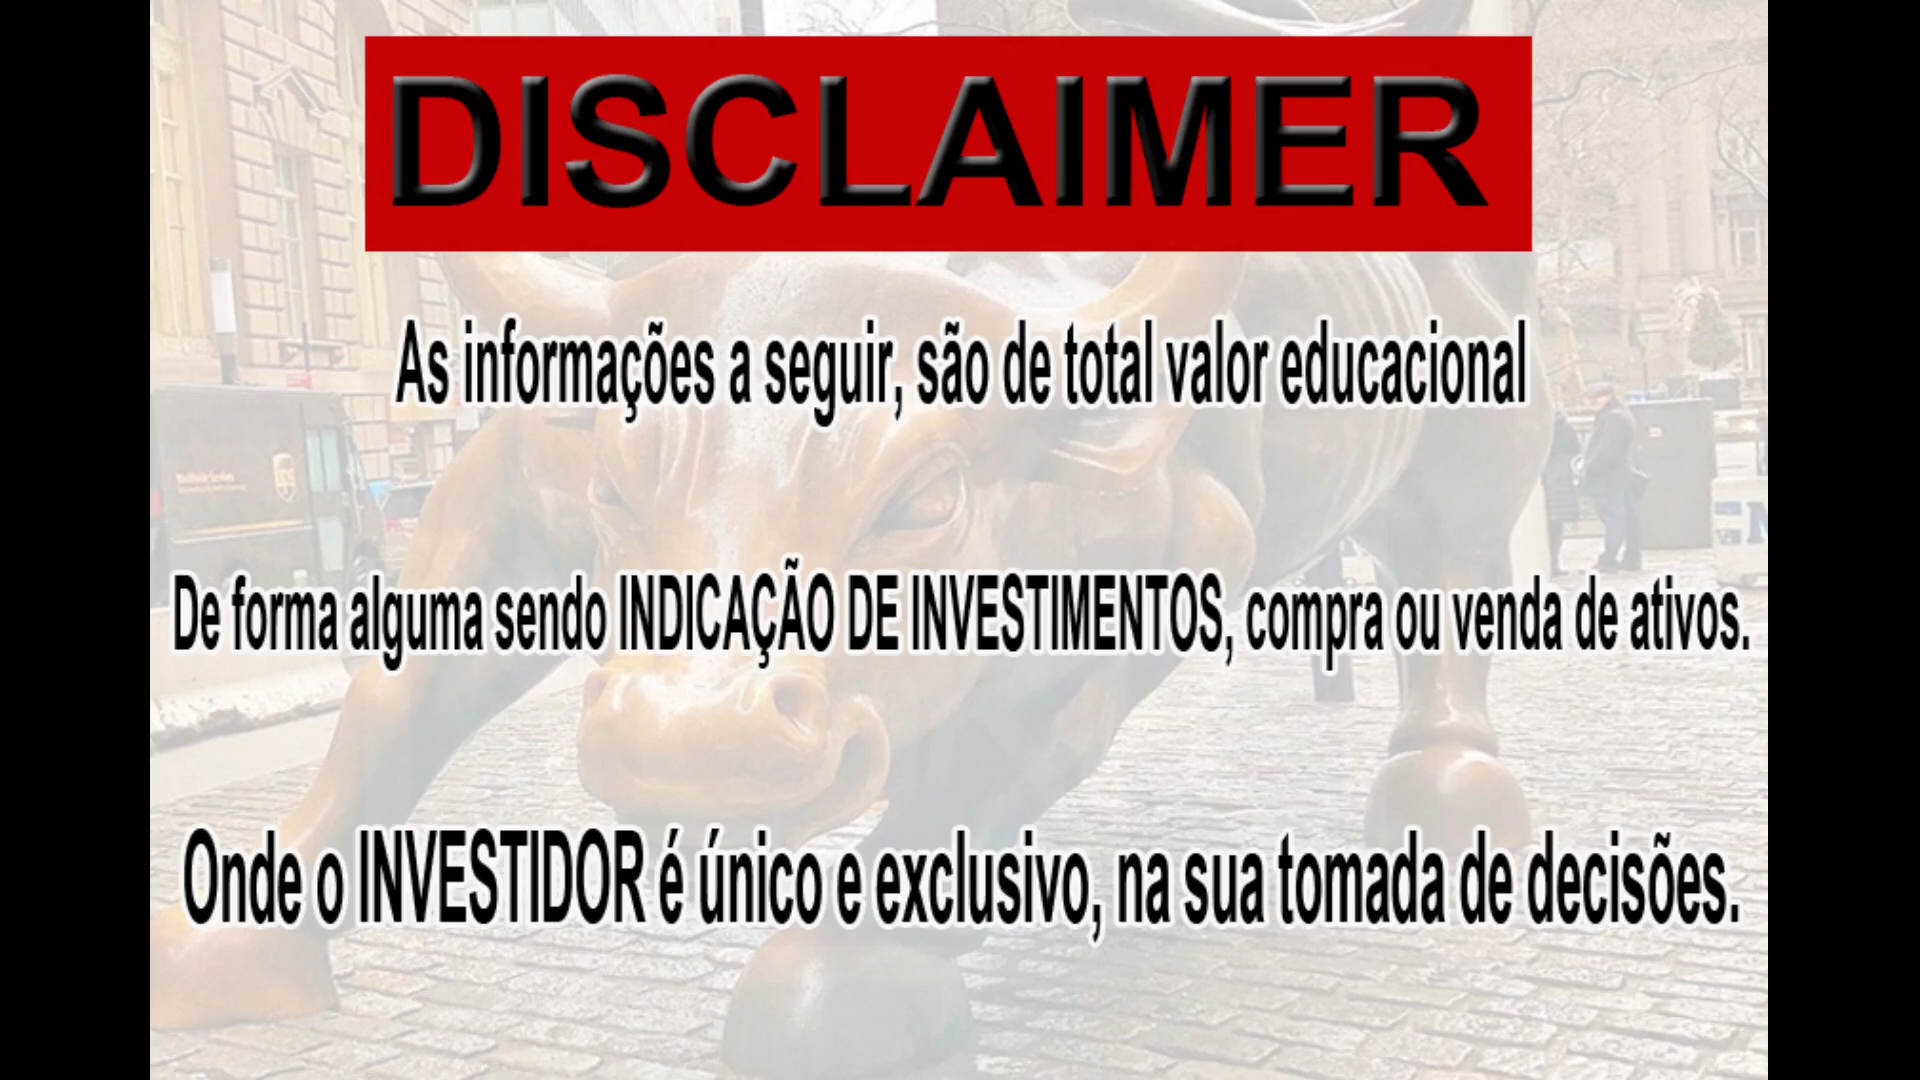 DISCLAIMER
As informações a seguir, são de total valor educacional
De forma alguma sendo INDICAÇÃO DE INVESTIMENTOS, compra ou venda de ativos.
Onde o INVESTIDOR é único e exclusivo, na sua tomada de decisões.